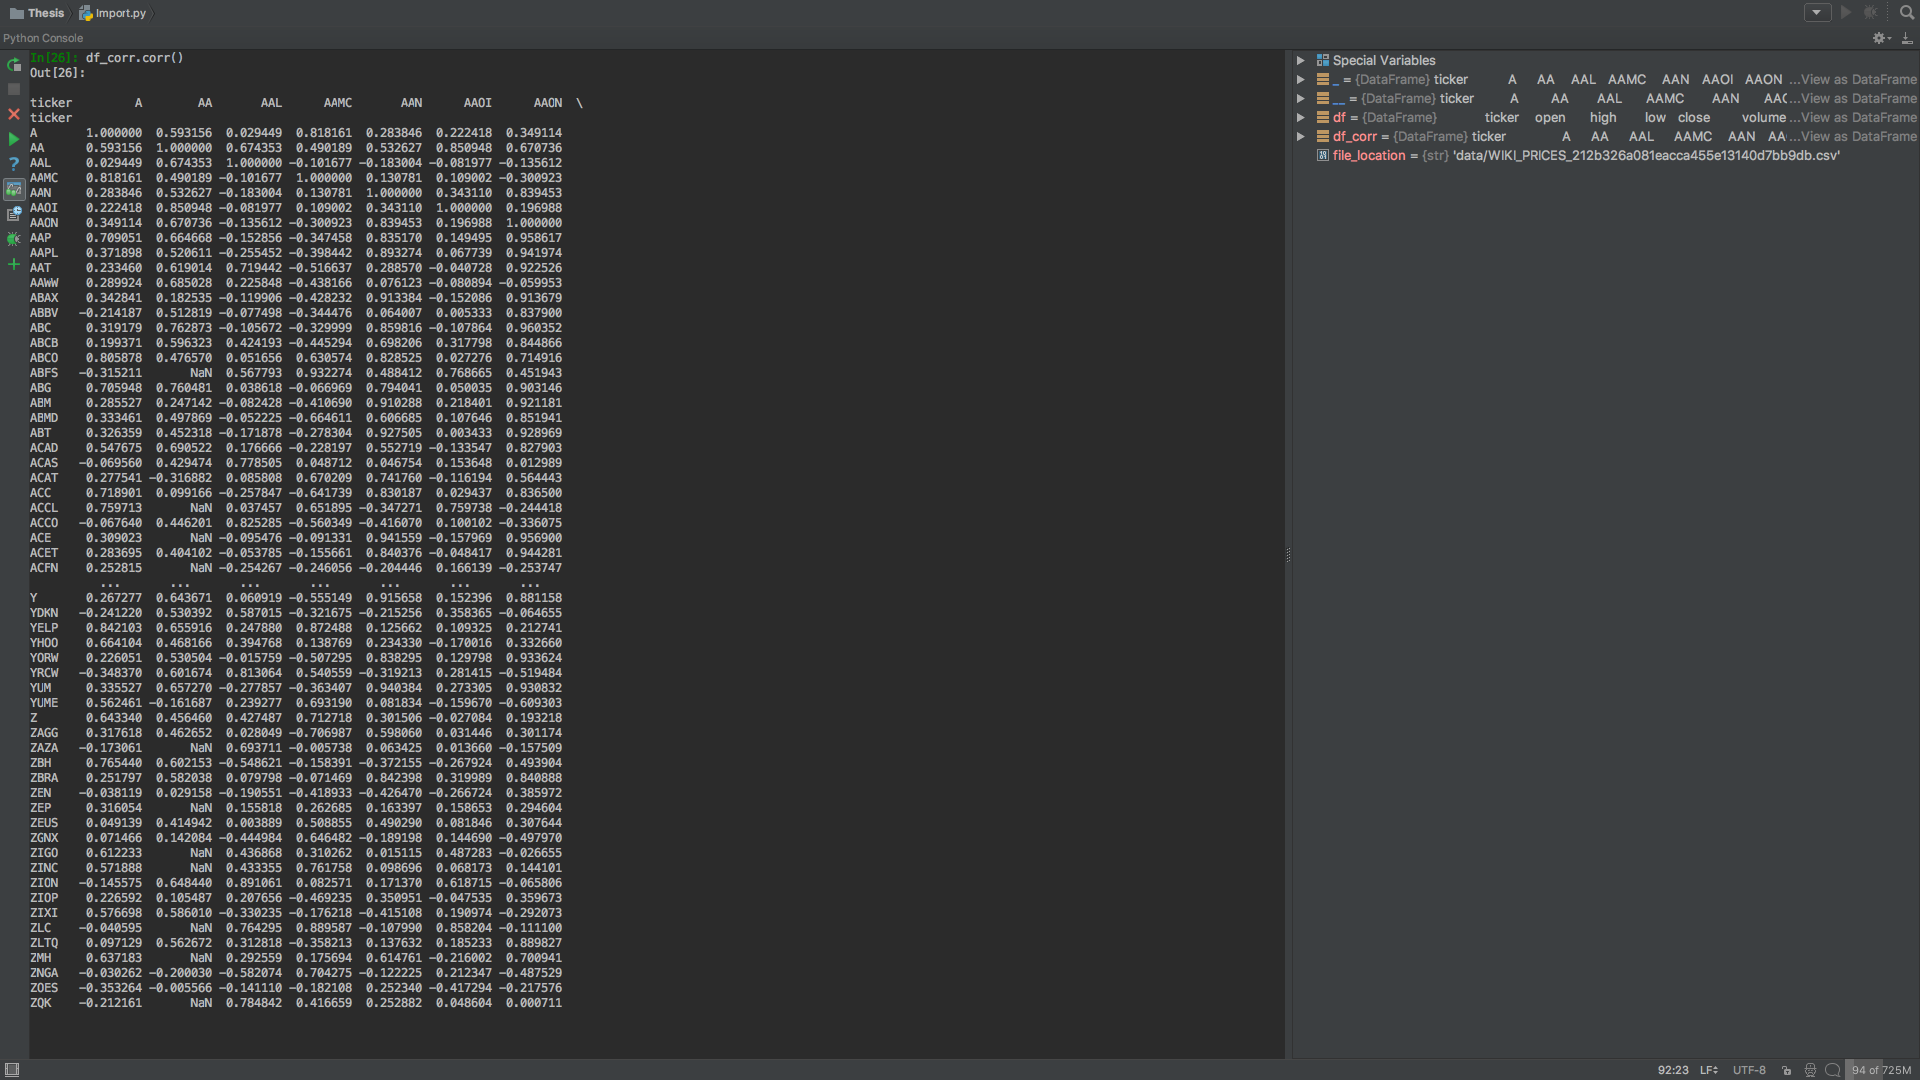 Thesis Import.py
Python Console
In[26]: df_corr.corr()
Out[26]:
ticker A AA AAL AAMC AAN AAOI AAON \
ticker
A 1.000000 0.593156 0.029449 0.818161 0.283846 0.222418 0.349114
AA 0.593156 1.000000 0.674353 0.490189 0.532627 0.850948 0.670736
AAL 0.029449 0.674353 1.000000 -0.101677 -0.183004 -0.081977 -0.135612
AAMC 0.818161 0.490189 -0.101677 1.000000 0.130781 0.109002 -0.300923
AAN 0.283846 0.532627 -0.183004 0.130781 1.000000 0.343110 0.839453
AAOI 0.222418 0.850948 -0.081977 0.109002 0.343110 1.000000 0.196988
AAON 0.349114 0.670736 -0.135612 -0.300923 0.839453 0.196988 1.000000
AAP 0.709051 0.664668 -0.152856 -0.347458 0.835170 0.149495 0.958617
AAPL 0.371898 0.520611 -0.255452 -0.398442 0.893274 0.067739 0.941974
AAT 0.233460 0.619014 0.719442 -0.516637 0.288570 -0.040728 0.922526
AAWW 0.289924 0.685028 0.225848 -0.438166 0.076123 -0.080894 -0.059953
ABAX 0.342841 0.182535 -0.119906 -0.428232 0.913384 -0.152086 0.913679
ABBV -0.214187 0.512819 -0.077498 -0.344476 0.064007 0.005333 0.837900
ABC 0.319179 0.762873 -0.105672 -0.329999 0.859816 -0.107864 0.960352
ABCB 0.199371 0.596323 0.424193 -0.445294 0.698206 0.317798 0.844866
ABCO 0.805878 0.476570 0.051656 0.630574 0.828525 0.027276 0.714916
ABFS -0.315211 NaN 0.567793 0.932274 0.488412 0.768665 0.451943
ABG 0.705948 0.760481 0.038618 -0.066969 0.794041 0.050035 0.903146
ABM 0.285527 0.247142 -0.082428 -0.410690 0.910288 0.218401 0.921181
ABMD 0.333461 0.497869 -0.052225 -0.664611 0.606685 0.107646 0.851941
ABT 0.326359 0.452318 -0.171878 -0.278304 0.927505 0.003433 0.928969
ACAD 0.547675 0.690522 0.176666 -0.228197 0.552719 -0.133547 0.827903
ACAS -0.069560 0.429474 0.778505 0.048712 0.046754 0.153648 0.012989
ACAT 0.277541 -0.316882 0.085808 0.670209 0.741760 -0.116194 0.564443
ACC 0.718901 0.099166 -0.257847 -0.641739 0.830187 0.029437 0.836500
ACCL 0.759713 NaN 0.037457 0.651895 -0.347271 0.759738 -0.244418
ACCO -0.067640 0.446201 0.825285 -0.560349 -0.416070 0.100102 -0.336075
ACE 0.309023 NaN -0.095476 -0.091331 0.941559 -0.157969 0.956900
ACET 0.283695 0.404102 -0.053785 -0.155661 0.840376 -0.048417 0.944281
ACFN 0.252815 NaN -0.254267 -0.246056 -0.204446 0.166139 -0.253747
... ... ... ... ... ... ...
Y 0.267277 0.643671 0.060919 -0.555149 0.915658 0.152396 0.881158
YDKN -0.241220 0.530392 0.587015 -0.321675 -0.215256 0.358365 -0.064655
YELP 0.842103 0.655916 0.247880 0.872488 0.125662 0.109325 0.212741
YHOO 0.664104 0.468166 0.394768 0.138769 0.234330 -0.170016 0.332660
YORW 0.226051 0.530504 -0.015759 -0.507295 0.838295 0.129798 0.933624
YRCW -0.348370 0.601674 0.813064 0.540559 -0.319213 0.281415 -0.519484
YUM 0.335527 0.657270 -0.277857 -0.363407 0.940384 0.273305 0.930832
YUME 0.562461 -0.161687 0.239277 0.693190 0.081834 -0.159670 -0.609303
Z 0.643340 0.456460 0.427487 0.712718 0.301506 -0.027084 0.193218
ZAGG 0.317618 0.462652 0.028049 -0.706987 0.598060 0.031446 0.301174
ZAZA -0.173061 NaN 0.693711 -0.005738 0.063425 0.013660 -0.157509
ZBH 0.765440 0.602153 -0.548621 -0.158391 -0.372155 -0.267924 0.493904
ZBRA 0.251797 0.582038 0.079798 -0.071469 0.842398 0.319989 0.840888
ZEN -0.038119 0.029158 -0.190551 -0.418933 -0.426470 -0.266724 0.385972
ZEP 0.316054 NaN 0.155818 0.262685 0.163397 0.158653 0.294604
ZEUS 0.049139 0.414942 0.003889 0.508855 0.490290 0.081846 0.307644
ZGNX 0.071466 0.142084 -0.444984 0.646482 -0.189198 0.144690 -0.497970
ZIGO 0.612233 NaN 0.436868 0.310262 0.015115 0.487283 -0.026655
ZINC 0.571888 NaN 0.433355 0.761758 0.098696 0.068173 0.144101
ZION -0.145575 0.648440 0.891061 0.082571 0.171370 0.618715 -0.065806
ZIOP 0.226592 0.105487 0.207656 -0.469235 0.350951 -0.047535 0.359673
ZIXI 0.576698 0.586010 -0.330235 -0.176218 -0.415108 0.190974 -0.292073
ZLC -0.040595 NaN 0.764295 0.889587 -0.107990 0.858204 -0.111100
ZLTQ 0.097129 0.562672 0.312818 -0.358213 0.137632 0.185233 0.889827
ZMH 0.637183 NaN 0.292559 0.175694 0.614761 -0.216002 0.700941
ZNGA -0.030262 -0.200030 -0.582074 0.704275 -0.122225 0.212347 -0.487529
ZOES -0.353264 -0.005566 -0.141110 -0.182108 0.252340 -0.417294 -0.217576
ZQK -0.212161 NaN 0.784842 0.416659 0.252882 0.048604 0.000711
Special Variables
_ = {DataFrame} ticker A AA AAL AAMC AAN AAOI AAON ...View as DataFrame
__ = {DataFrame} ticker A AA AAL AAMC AAN AAC ...View as DataFrame
df = {DataFrame} ticker open high low close volume ...View as DataFrame
df_corr = {DataFrame} ticker A AA AAL AAMC AAN AA ...View as DataFrame
file_location = {str} 'data/WIKI_PRICES_212b326a081eacca455e13140d7bb9db.csv'
92:23 LF UTF-8 94 of 725M